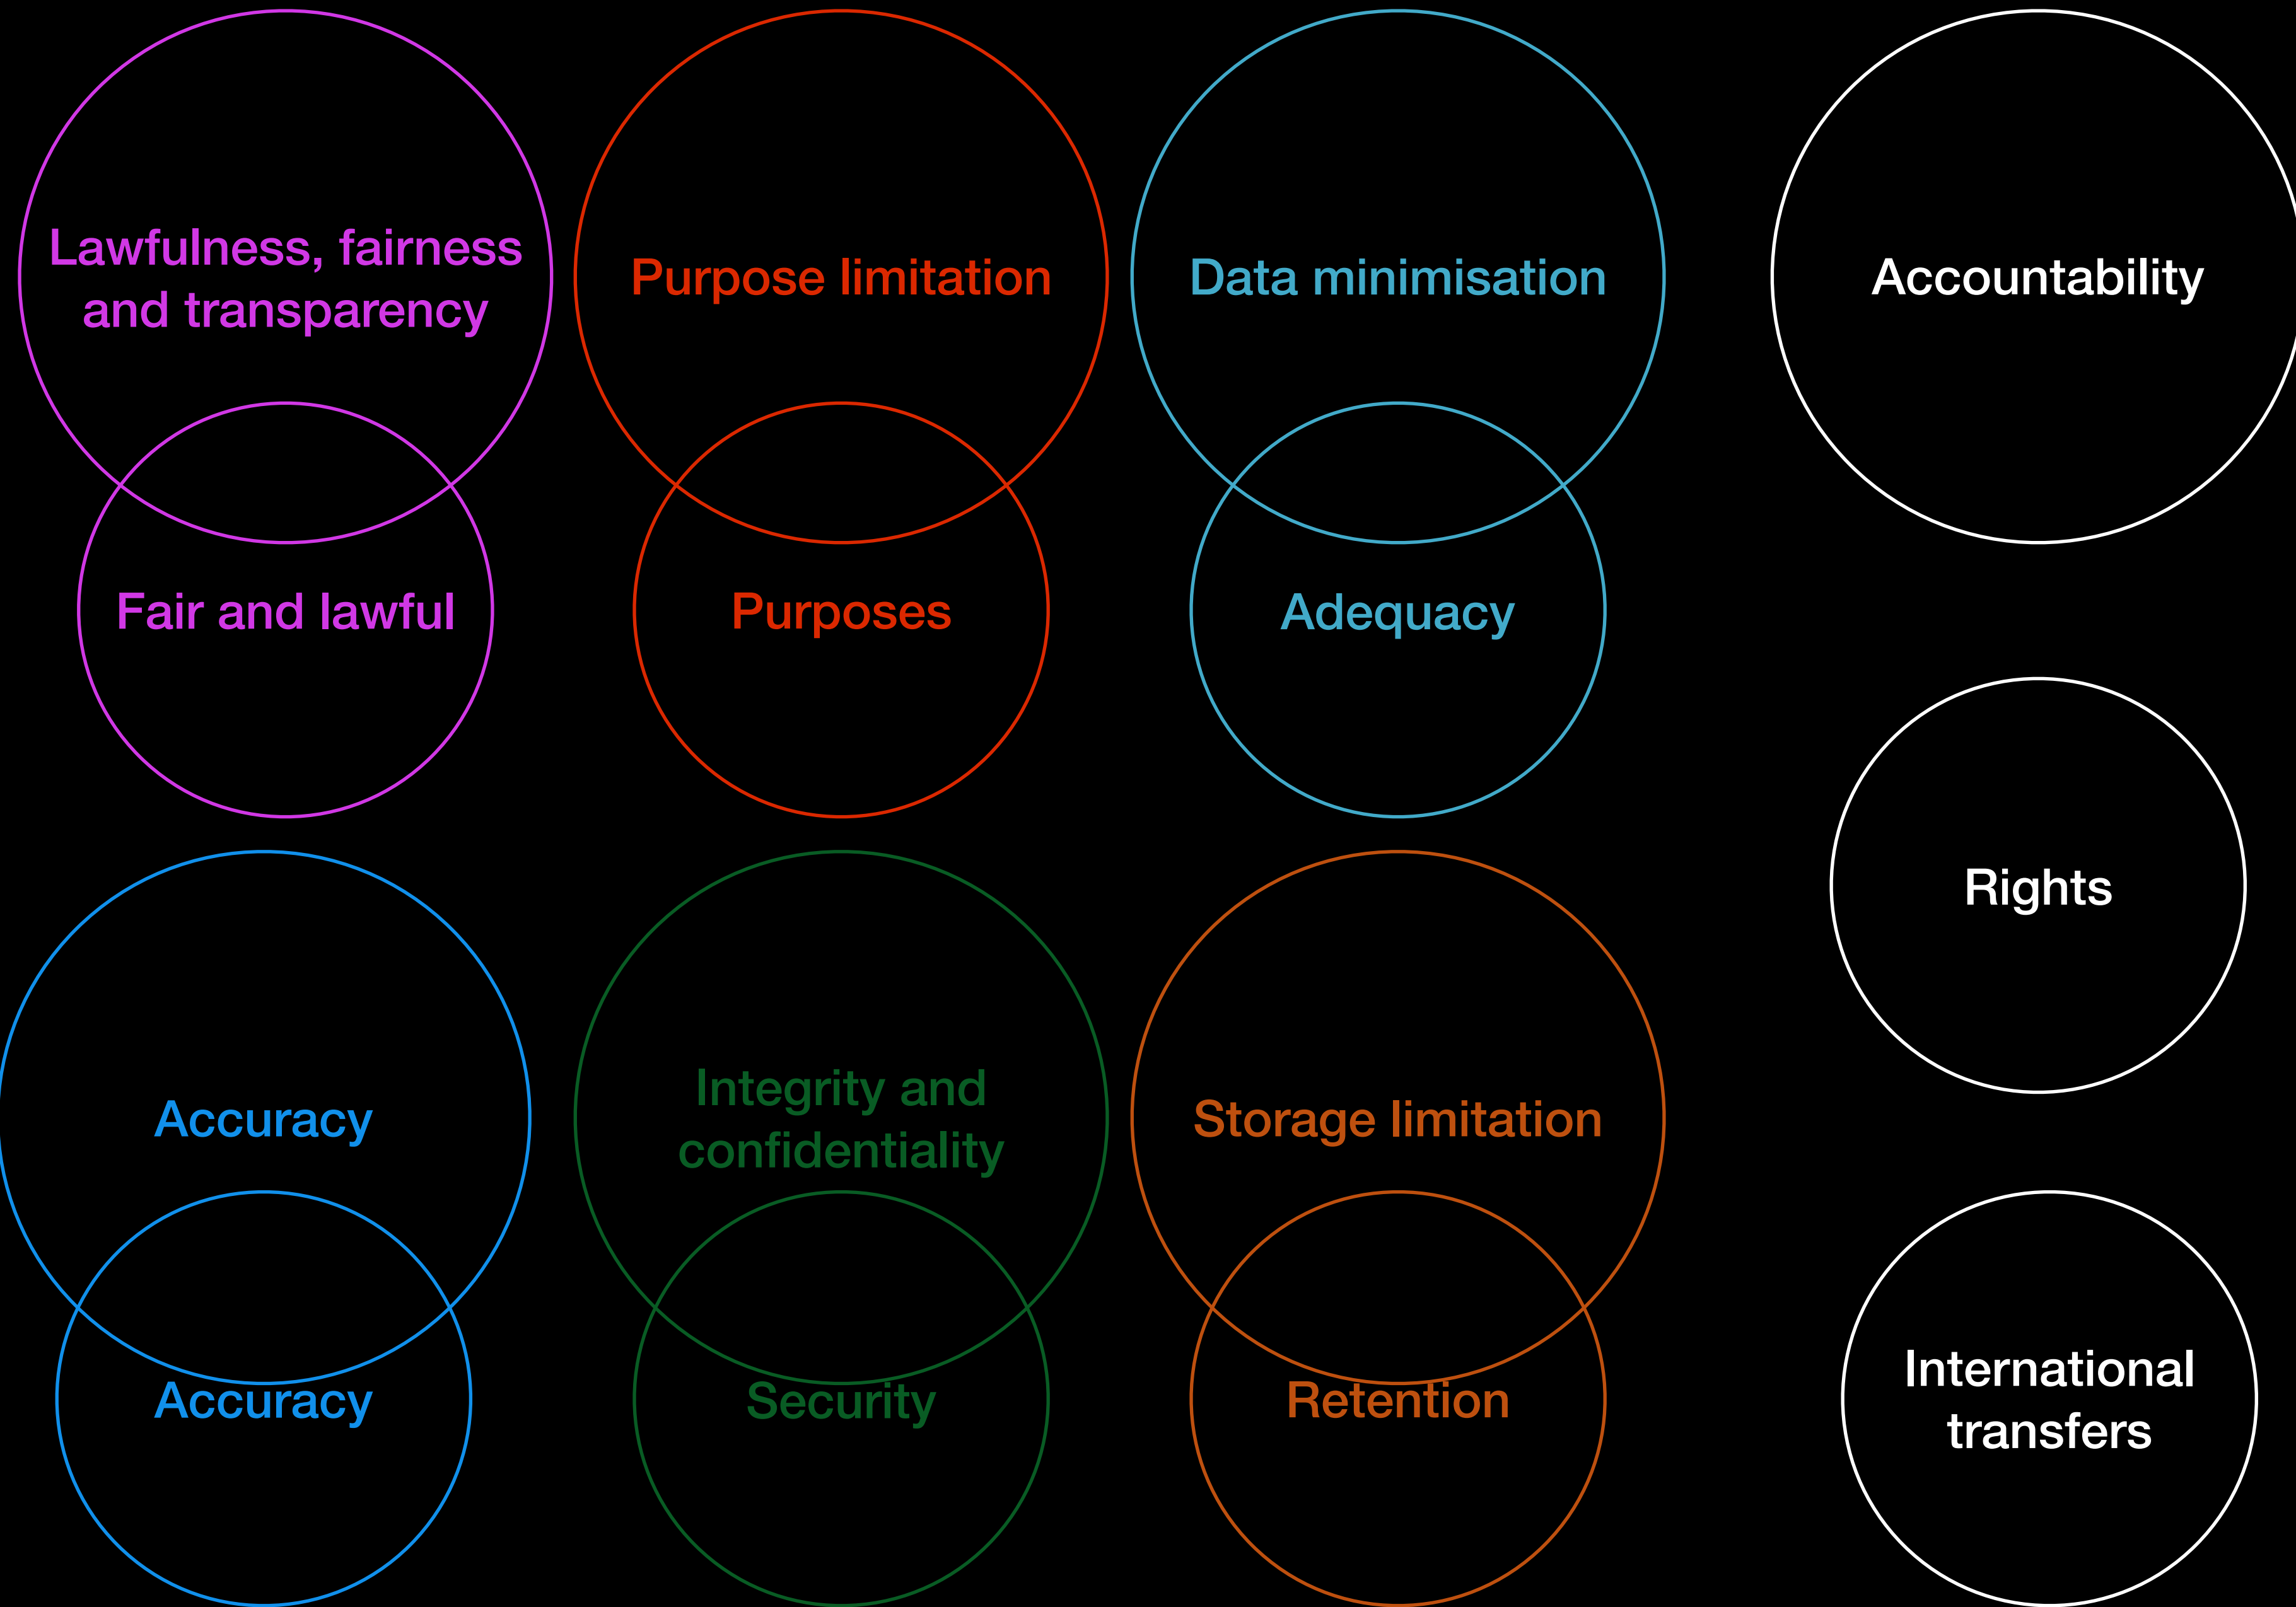 Lawfulness, fairness
and transparency
Purpose limitation
Data minimisation
Accountability
Fair and lawful
Purposes
Adequacy
Rights
Accuracy
Integrity and
confidentiality
Storage limitation
Accuracy
Security
Retention
International
transfers